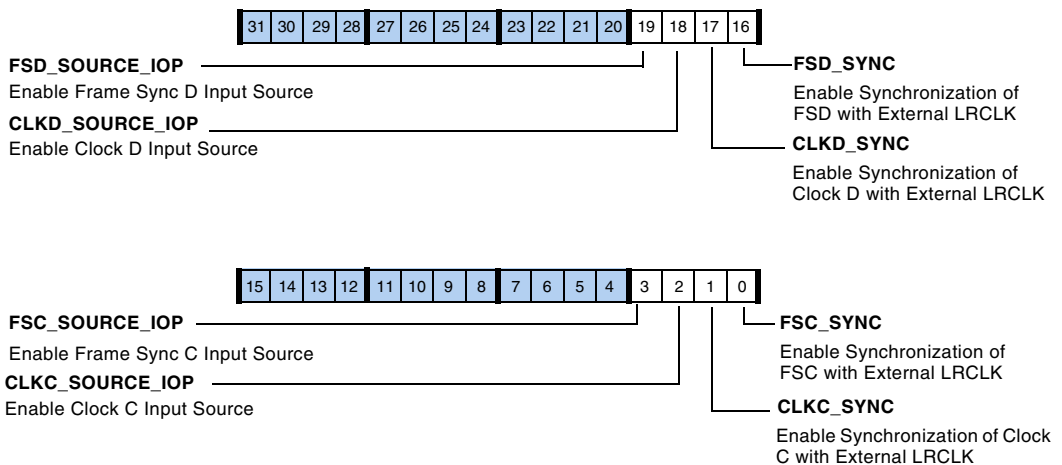 31 30 29 28 27 26 25 24 23 22 21 20 19 18 17 16
FSD_SOURCE_IOP
Enable Frame Sync D Input Source
CLKD_SOURCE_IOP
Enable Clock D Input Source
FSD_SYNC
Enable Synchronization of
FSD with External LRCLK
CLKD_SYNC
Enable Synchronization of
Clock D with External LRCLK
15 14 13 12 11 10 9 8 7 6 5 4 3 2 1 0
FSC_SOURCE_IOP
Enable Frame Sync C Input Source
CLKC_SOURCE_IOP
Enable Clock C Input Source
FSC_SYNC
Enable Synchronization of
FSC with External LRCLK
CLKC_SYNC
Enable Synchronization of Clock
C with External LRCLK